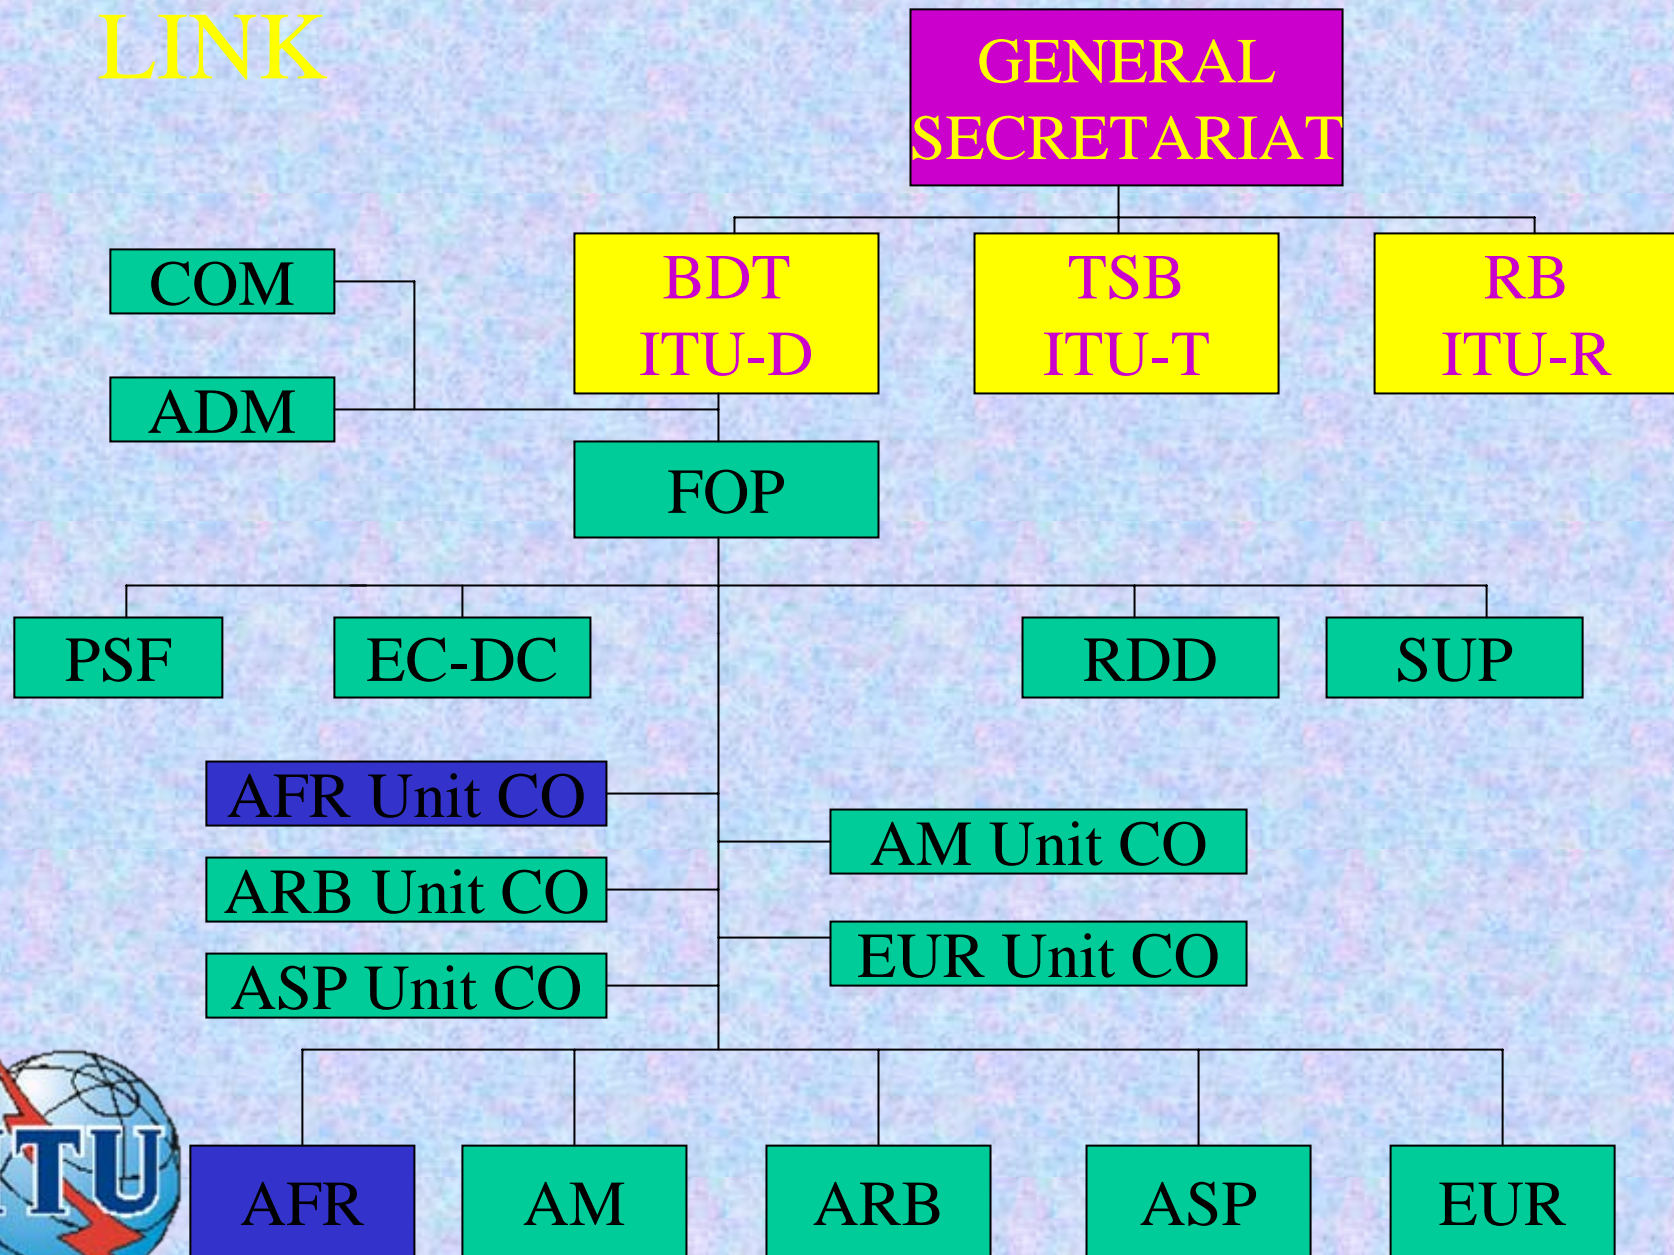 LINK
GENERAL
SECRETARIAT
BDT
ITU-D
TSB
ITU-T
RB
ITU-R
COM
ADM
FOP
PSF
EC-DC
RDD
SUP
AFR Unit CO
AM Unit CO
ARB Unit CO
EUR Unit CO
ASP Unit CO
ITU
AFR
AM
ARB
ASP
EUR